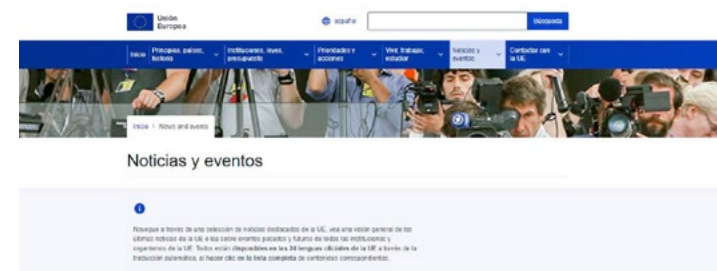 Unión
Europea
español
Búsqueda
Inicio
Principios, países,
historia
Instituciones, leyes,
presupuesto
Prioridades y
acciones
Vivir, trabajar,
estudiar
Noticias y
eventos
Contactar con
la UE
Inicio > News and events
Noticias y eventos
Navegue a través de una selección de noticias destacadas de la UE, vea una visión general de las
últimas noticias de la UE o lea sobre eventos pasados y futuros de todas las instituciones y
organismos de la UE. Todos están disponibles en las 24 lenguas oficiales de la UE a través de la
traducción automática, al hacer clic en la lista completa de contenidos correspondientes.